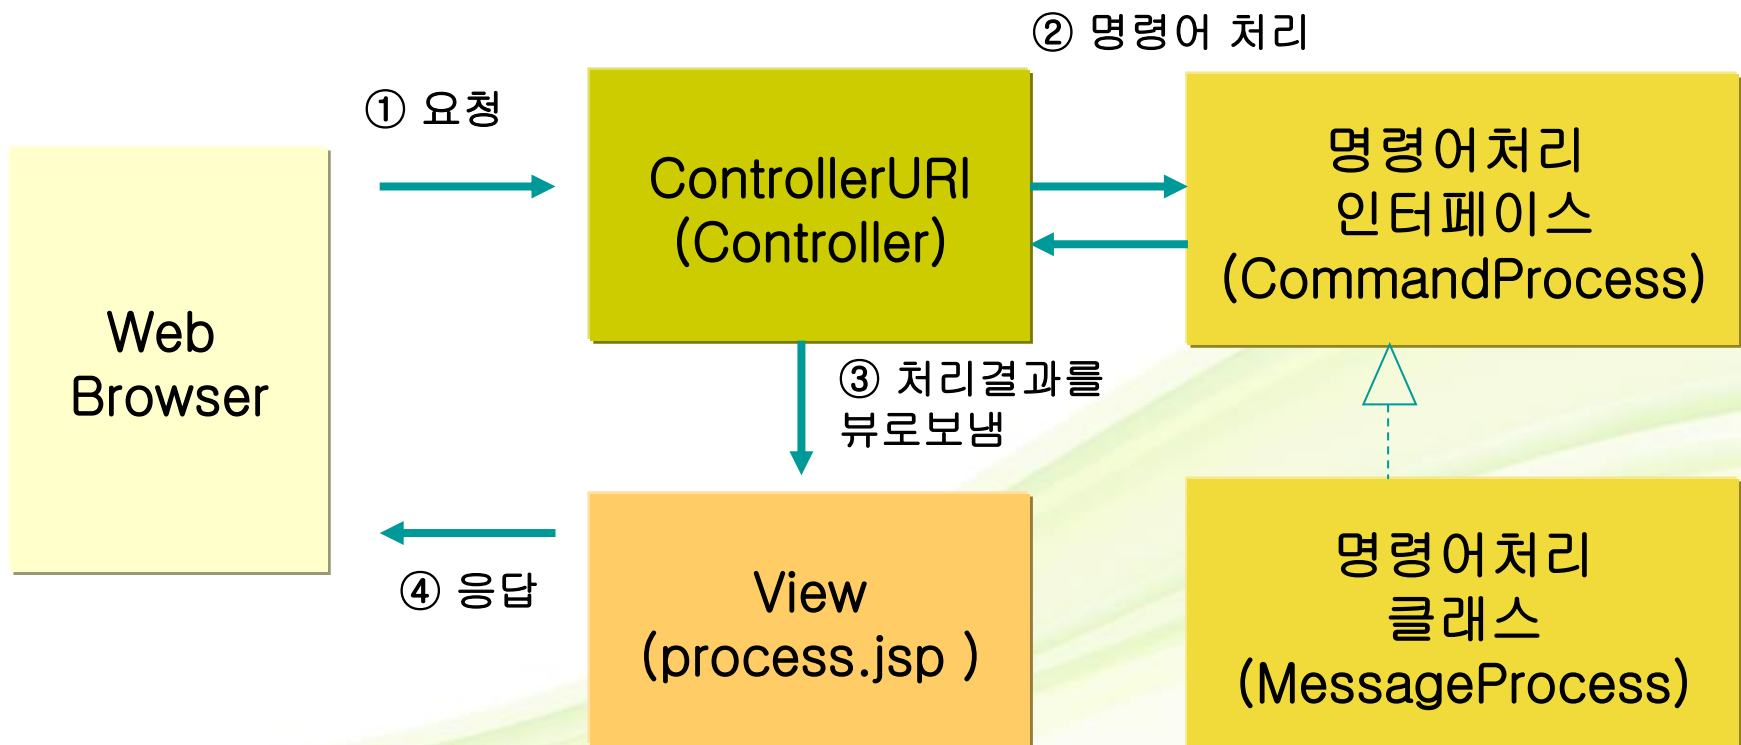 ② 명령어 처리
① 요청
ControllerURI
(Controller)
명령어처리
인터페이스
(CommandProcess)
Web
Browser
③ 처리결과를
뷰로보냄
④ 응답
View
(process.jsp )
명령어처리
클래스
(MessageProcess)